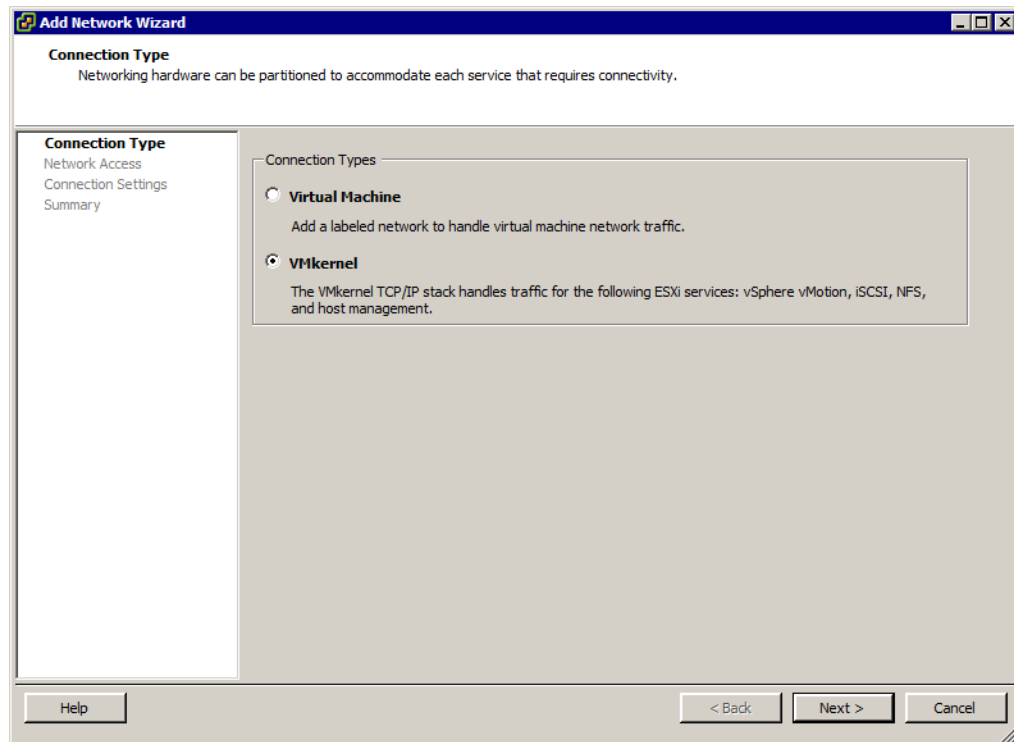 Add Network Wizard
Connection Type
Networking hardware can be partitioned to accommodate each service that requires connectivity.
Connection Type
Network Access
Connection Settings
Summary
Connection Types
Virtual Machine
Add a labeled network to handle virtual machine network traffic.
VMkernel
The VMkernel TCP/IP stack handles traffic for the following ESXi services: vSphere vMotion, iSCSI, NFS,
and host management.
Help
< Back
Next >
Cancel